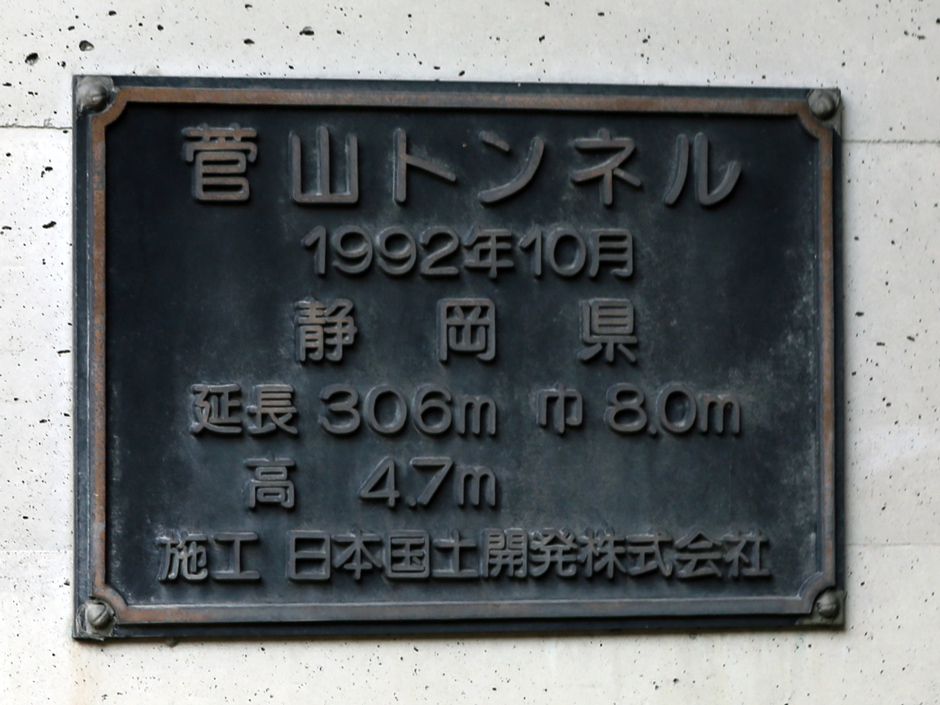 菅山トンネル
1992年10月
静岡県
延長 306m 巾 8.0m
高 4.7m
施工 日本国土開発株式会社